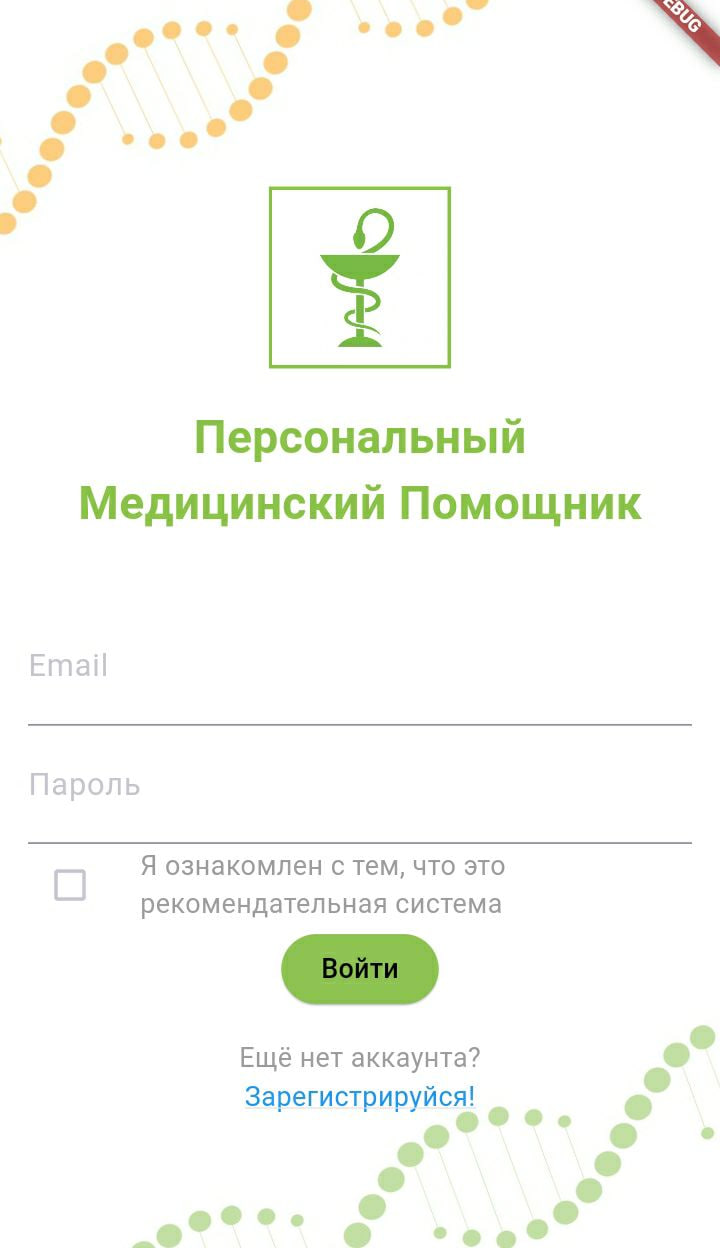 EBUG
Персональный
Медицинский Помощник
Email
Пароль
Я ознакомлен с тем, что это
рекомендательная система
Войти
Ещё нет аккаунта?
Зарегистрируйся!